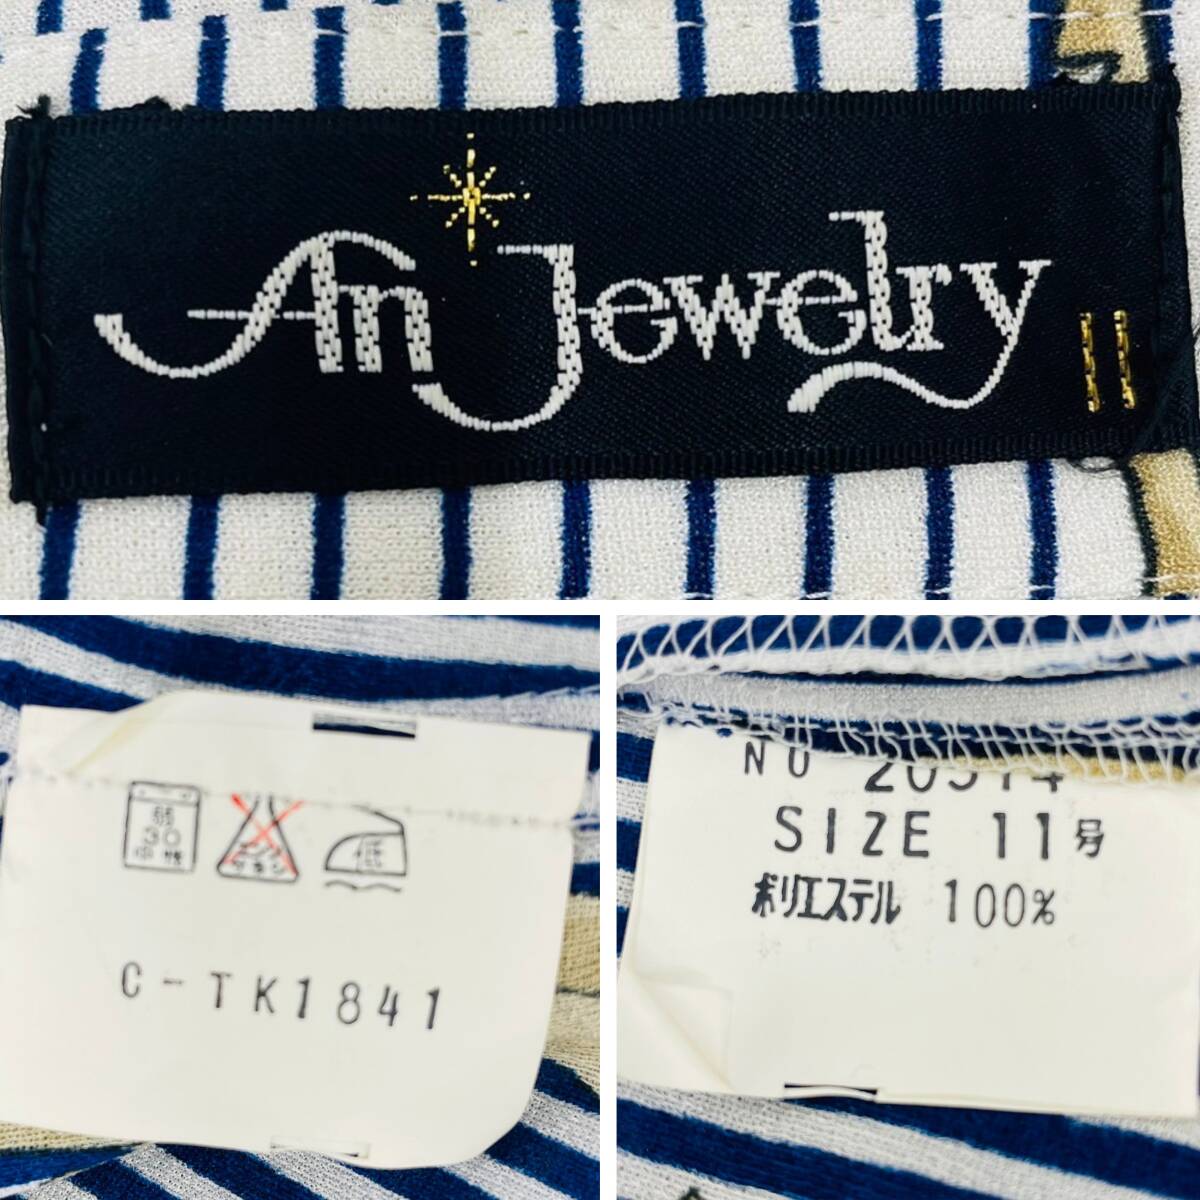 An Jewelry
11
30
中性
低
C-TK1841
NO
SIZE 11号
ポリエステル 100%